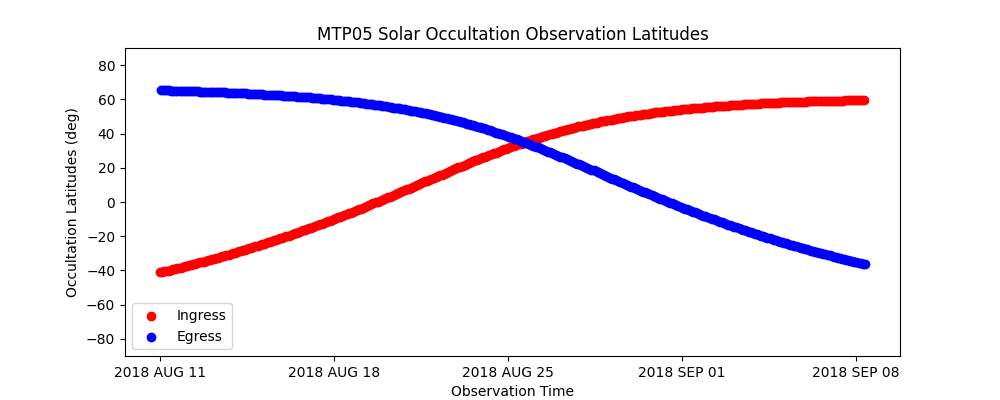 MTP05 Solar Occultation Observation Latitudes
Occultation Latitudes (deg)
80
60
40
20
0
−20
−40
−60
−80
Ingress
Egress
2018 AUG 11 2018 AUG 18 2018 AUG 25 2018 SEP 01 2018 SEP 08
Observation Time